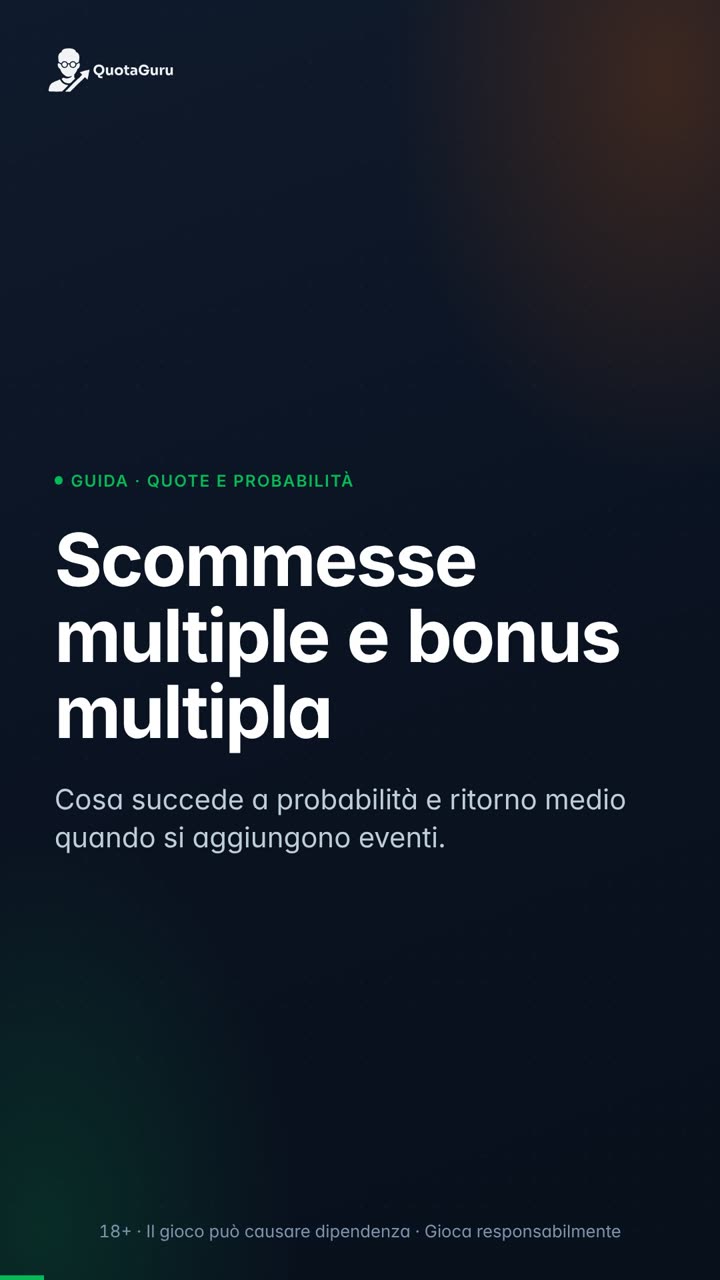 QuotaGuru
• GUIDA · QUOTE E PROBABILITÀ
Scommesse
multiple e bonus
multipla
Cosa succede a probabilità e ritorno medio
quando si aggiungono eventi.
18+ · Il gioco può causare dipendenza · Gioca responsabilmente